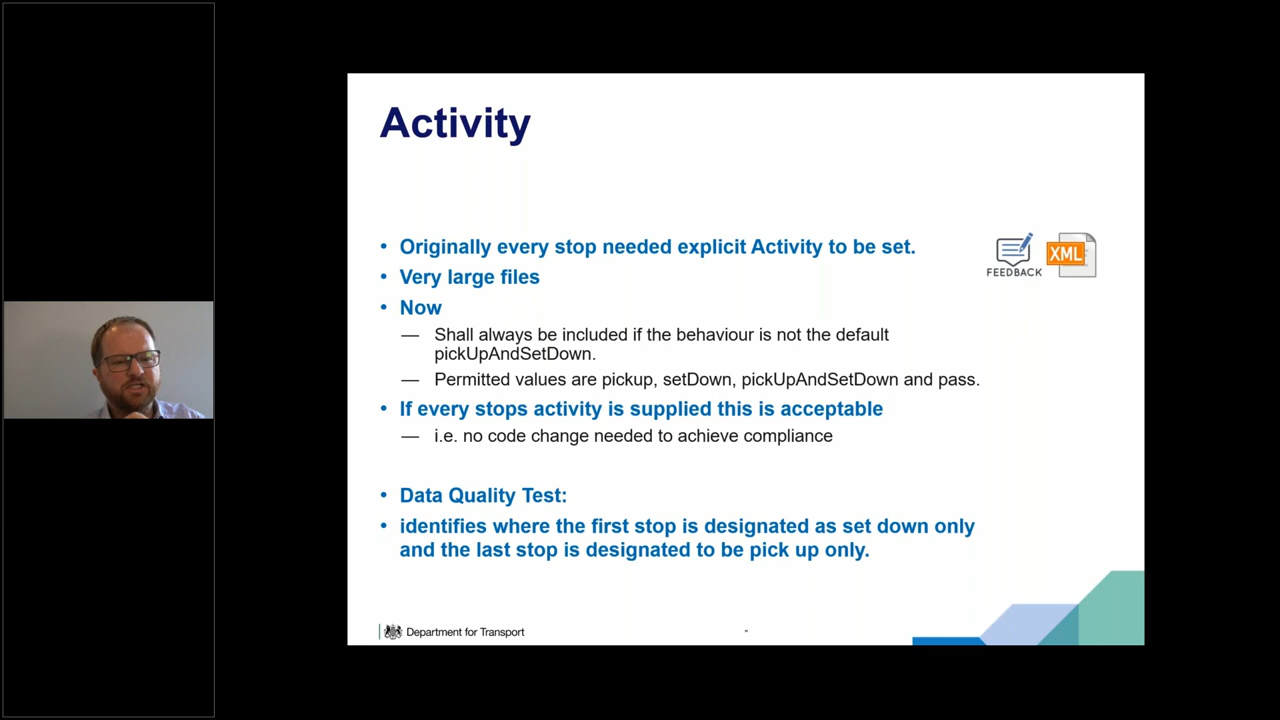 Activity
• Originally every stop needed explicit Activity to be set.
FEEDBACK
XML
• Very large files
• Now
— Shall always be included if the behaviour is not the default
pickUpAndSetDown.
— Permitted values are pickup, setDown, pickUpAndSetDown and pass.
• If every stops activity is supplied this is acceptable
— i.e. no code change needed to achieve compliance
• Data Quality Test:
• identifies where the first stop is designated as set down only
and the last stop is designated to be pick up only.
Department for Transport
"